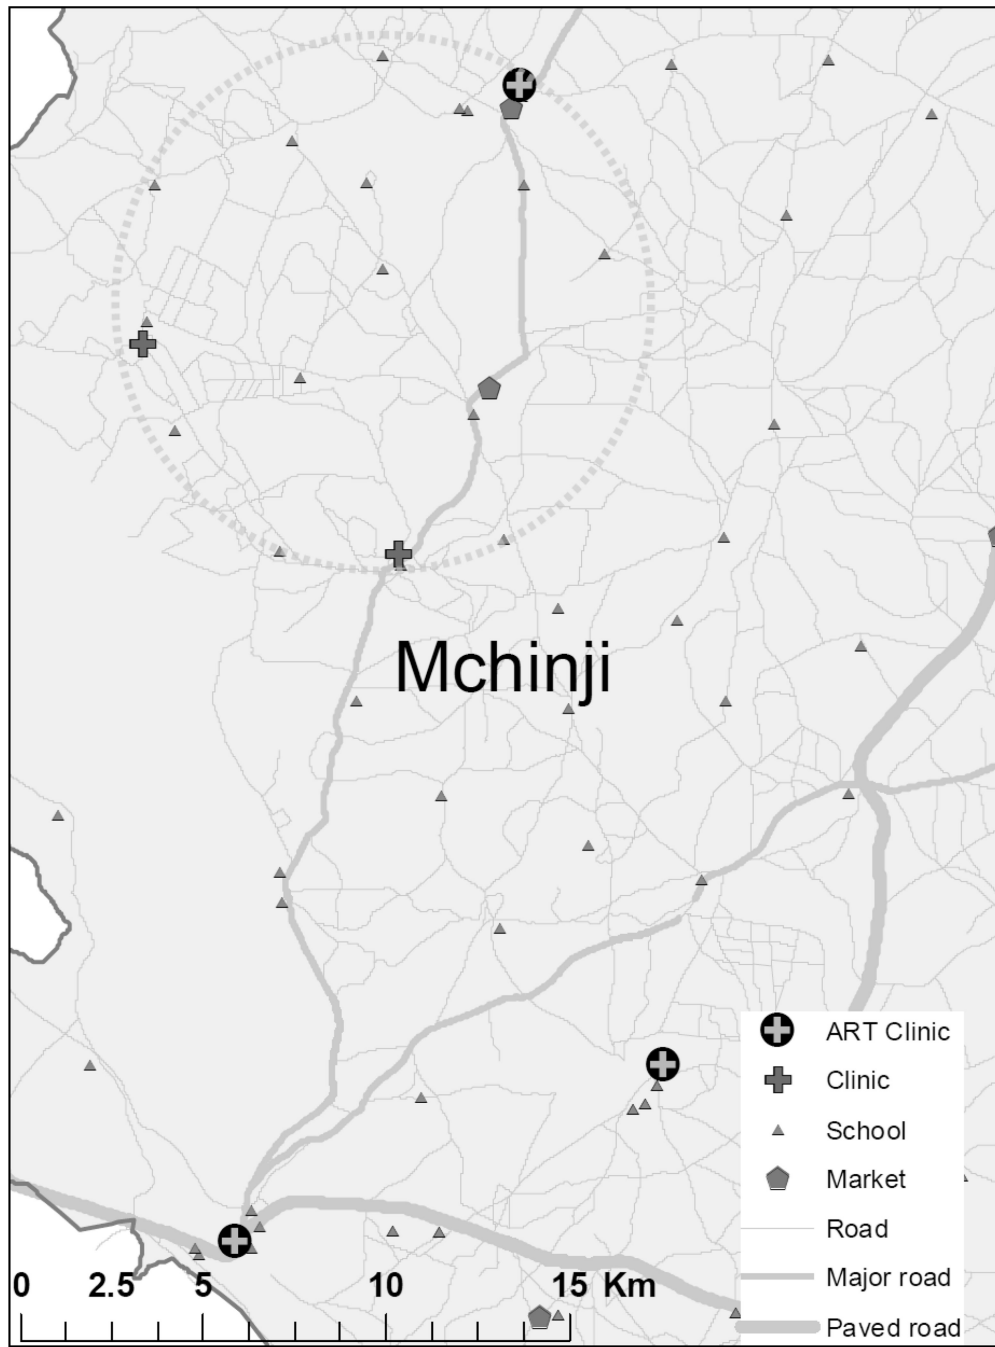 Mchinji
ART Clinic
Clinic
School
Market
Road
Major road
Paved road
0 2.5 5 10 15 Km